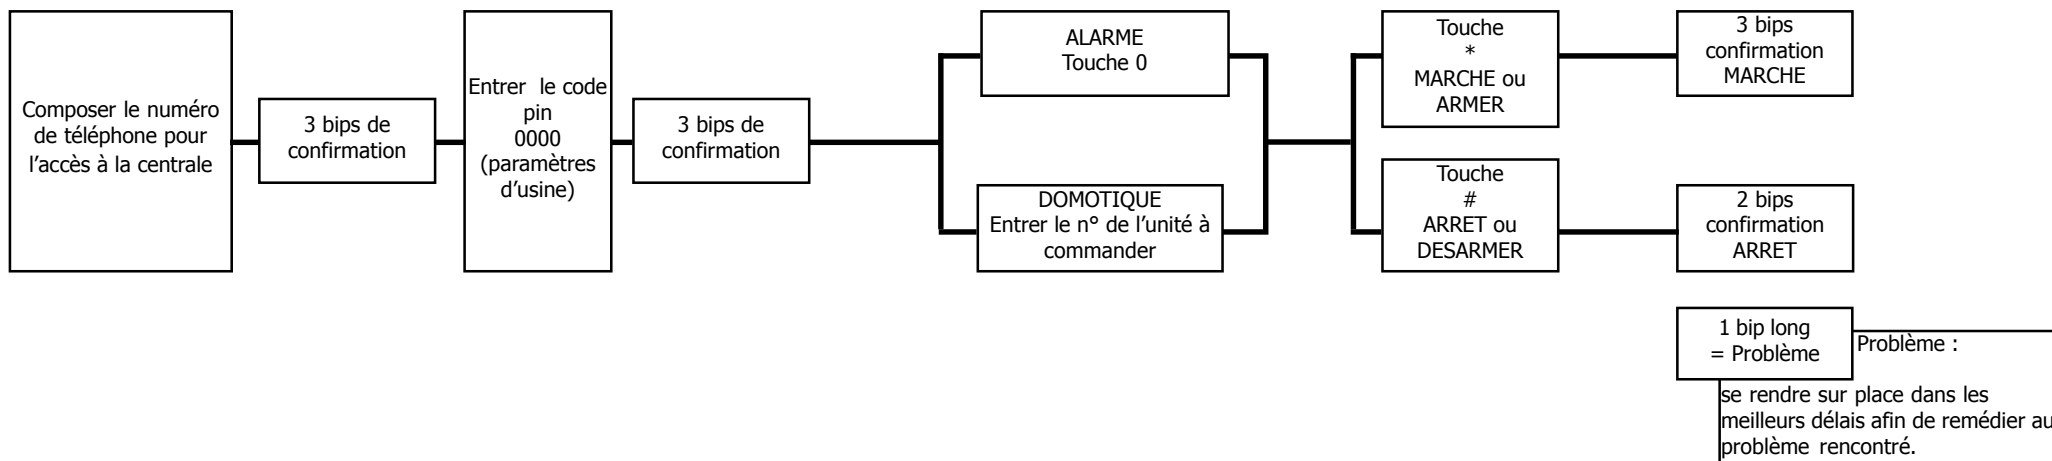 Composer le numéro
de téléphone pour
l'accès à la centrale
3 bips de
confirmation
Entrer le code
pin
0000
(paramètres
d'usine)
3 bips de
confirmation
ALARME
Touche 0
DOMOTIQUE
Entrer le n° de l'unité à
commander
Touche
*
MARCHE ou
ARMER
3 bips
confirmation
MARCHE
Touche
#
ARRET ou
DESARMER
2 bips
confirmation
ARRET
1 bip long
= Problème
Problème :
se rendre sur place dans les
meilleurs délais afin de remédier au
problème rencontré.